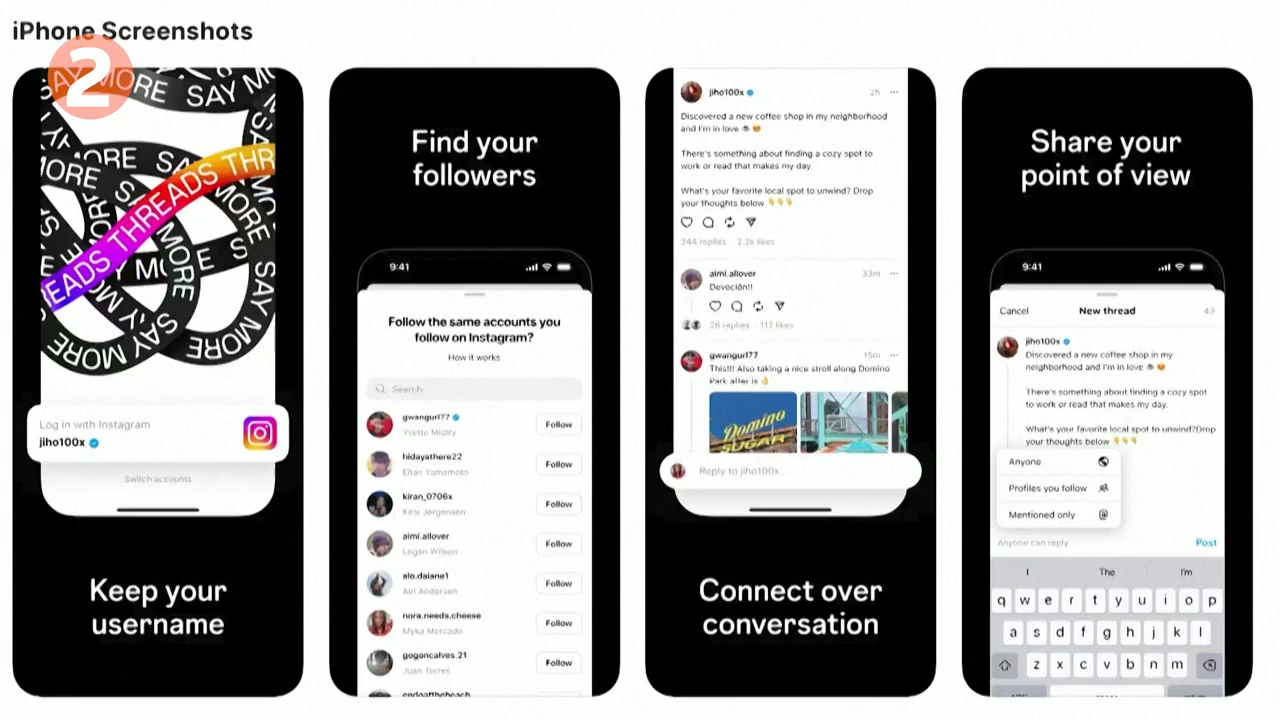 iPhone Screenshots
2
SAY MORE SAY M
THREADS THREADS THR
SAY MORE
Log in with Instagram
jiho100x
Switch accounts
Keep your
username
Find your
followers
9:41
Follow the same accounts you
follow on Instagram?
How it works
Search
gwangurl77
Yvette Mistry
Follow
hidayathere22
Eitan Yamamoto
Follow
kiran_0706x
Kirsi Jergensen
Follow
aimi.allover
Logan Wilson
Follow
alo.daiane1
Airi Andersen
Follow
nora.needs.cheese
Myka Mercado
Follow
gogoncalves.21
Juan Torres
Follow
endoatthebeach
jiho100x 2h
Discovered a new coffee shop in my neighborhood
and I'm in love
There's something about finding a cozy spot to
work or read that makes my day.
What's your favorite local spot to unwind? Drop
your thoughts below
244 replies · 2.2k likes
aimi.allover 33m
Devoción!!
26 replies · 112 likes
gwangurl77 15m
This!!! Also taking a nice stroll along Domino
Park after is
Domino
SUGAR
Reply to jiho100x...
Connect over
conversation
Share your
point of view
9:41
Cancel New thread 43
jiho100x
Discovered a new coffee shop in my
neighborhood and I'm in love
There's something about finding a cozy spot
to work or read that makes my day.
What's your favorite local spot to unwind?Drop
your thoughts below
Anyone
Profiles you follow
Mentioned only
Anyone can reply Post
I The I'm
q w e r t y u i o p
a s d f g h j k l
z x c v b n m